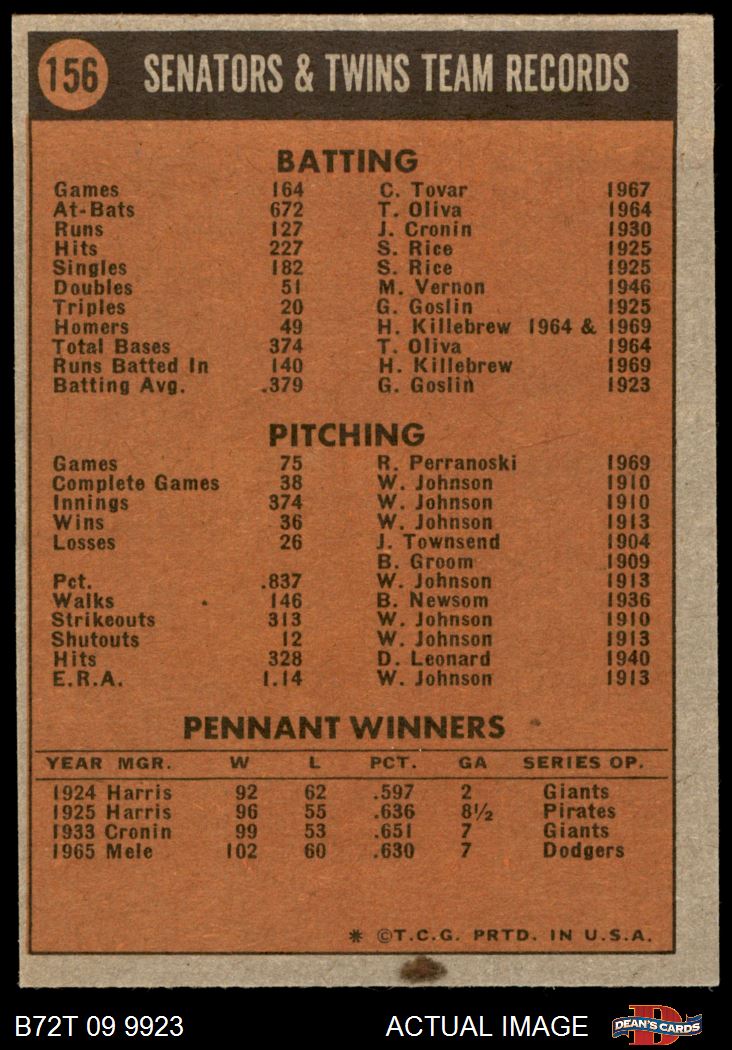 156 SENATORS & TWINS TEAM RECORDS
BATTING
Games 164 C. Tovar 1967
At-Bats 672 T. Oliva 1964
Runs 127 J. Cronin 1930
Hits 227 S. Rice 1925
Singles 182 S. Rice 1925
Doubles 51 M. Vernon 1946
Triples 20 G. Goslin 1925
Homers 49 H. Killebrew 1964 & 1969
Total Bases 374 T. Oliva 1964
Runs Batted In 140 H. Killebrew 1969
Batting Avg. .379 G. Goslin 1923
PITCHING
Games 75 R. Perranoski 1969
Complete Games 38 W. Johnson 1910
Innings 374 W. Johnson 1910
Wins 36 W. Johnson 1913
Losses 26 J. Townsend 1904
B. Groom 1909
Pct. .837 W. Johnson 1913
Walks 146 B. Newsom 1936
Strikeouts 313 W. Johnson 1910
Shutouts 12 W. Johnson 1913
Hits 328 D. Leonard 1940
E.R.A. 1.14 W. Johnson 1913
PENNANT WINNERS
YEAR MGR. W L PCT. GA SERIES OP.
1924 Harris 92 62 .597 2 Giants
1925 Harris 96 55 .636 8½ Pirates
1933 Cronin 99 53 .651 7 Giants
1965 Mele 102 60 .630 7 Dodgers
* ©T.C.G. PRTD. IN U.S.A.
B72T 09 9923 ACTUAL IMAGE DEAN'S CARDS